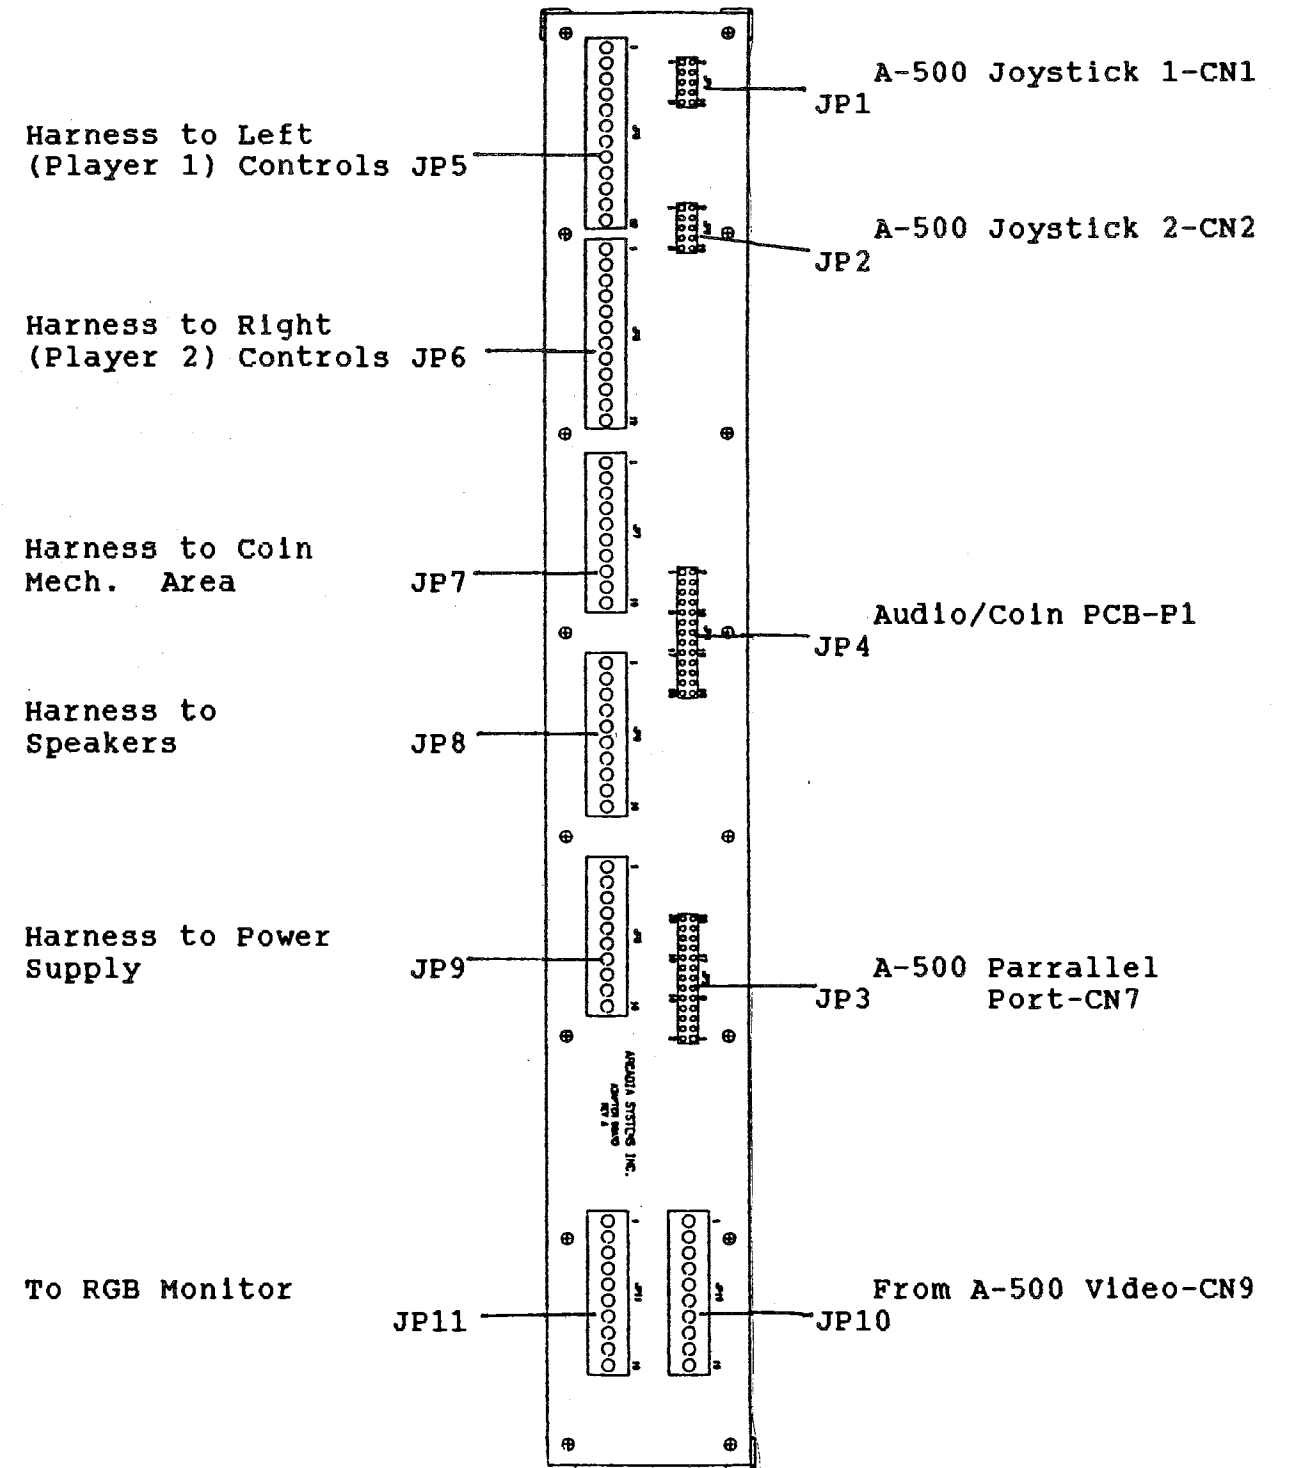 A-500 Joystick 1-CN1
JP1
Harness to Left
(Player 1) Controls JP5
A-500 Joystick 2-CN2
JP2
Harness to Right
(Player 2) Controls JP6
Harness to Coin
Mech. Area JP7
Audio/Coin PCB-P1
JP4
Harness to
Speakers JP8
Harness to Power
Supply JP9
A-500 Parrallel
JP3 Port-CN7
ARCADIA SYSTEMS INC.
ADAPTOR BOARD
REV A
To RGB Monitor
JP11
From A-500 Video-CN9
JP10